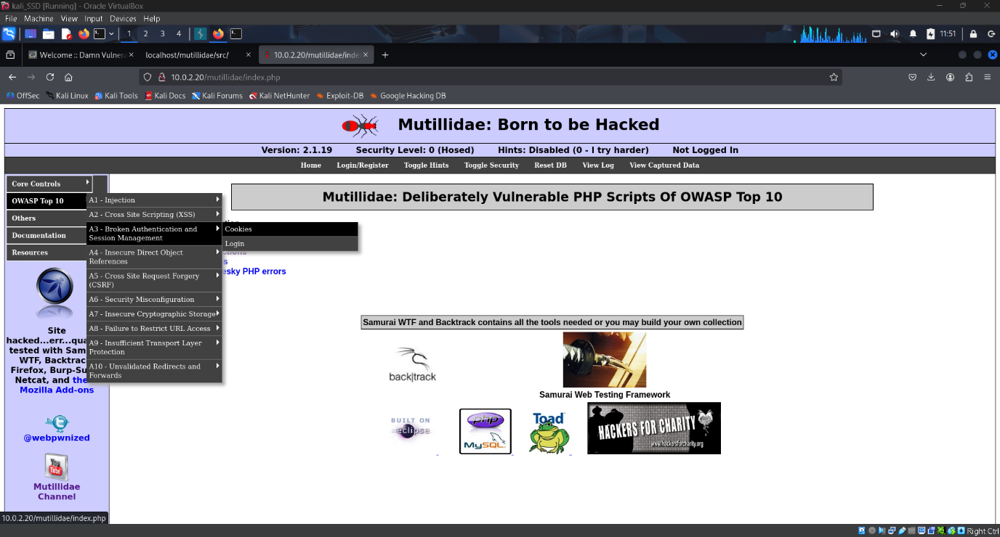 kali_SSD [Running] - Oracle VirtualBox
File Machine View Input Devices Help
1 2 3 4
11:51
Welcome :: Damn Vulnera
localhost/mutillidae/src/
10.0.2.20/mutillidae/inde
10.0.2.20/mutillidae/index.php
OffSec Kali Linux Kali Tools Kali Docs Kali Forums Kali NetHunter Exploit-DB Google Hacking DB
Mutillidae: Born to be Hacked
Version: 2.1.19 Security Level: 0 (Hosed) Hints: Disabled (0 - I try harder) Not Logged In
Home Login/Register Toggle Hints Toggle Security Reset DB View Log View Captured Data
Core Controls
OWASP Top 10
Others
Documentation
Resources
A1 - Injection
A2 - Cross Site Scripting (XSS)
A3 - Broken Authentication and
Session Management
A4 - Insecure Direct Object
References
A5 - Cross Site Request Forgery
(CSRF)
A6 - Security Misconfiguration
A7 - Insecure Cryptographic Storage
A8 - Failure to Restrict URL Access
A9 - Insufficient Transport Layer
Protection
A10 - Unvalidated Redirects and
Forwards
Cookies
Login
Mutillidae: Deliberately Vulnerable PHP Scripts Of OWASP Top 10
s
esky PHP errors
Site
hacked...err...qua
tested with Sam
WTF, Backtrac
Firefox, Burp-Su
Netcat, and the
Mozilla Add-ons
@webpwnized
You
Tube
Mutillidae
Channel
Samurai WTF and Backtrack contains all the tools needed or you may build your own collection
back|track
Samurai Web Testing Framework
BUILT ON
eclipse
php
MySQL
Toad
HACKERS FOR CHARITY
www.hackersforcharity.org
10.0.2.20/mutillidae/index.php
Right Ctrl